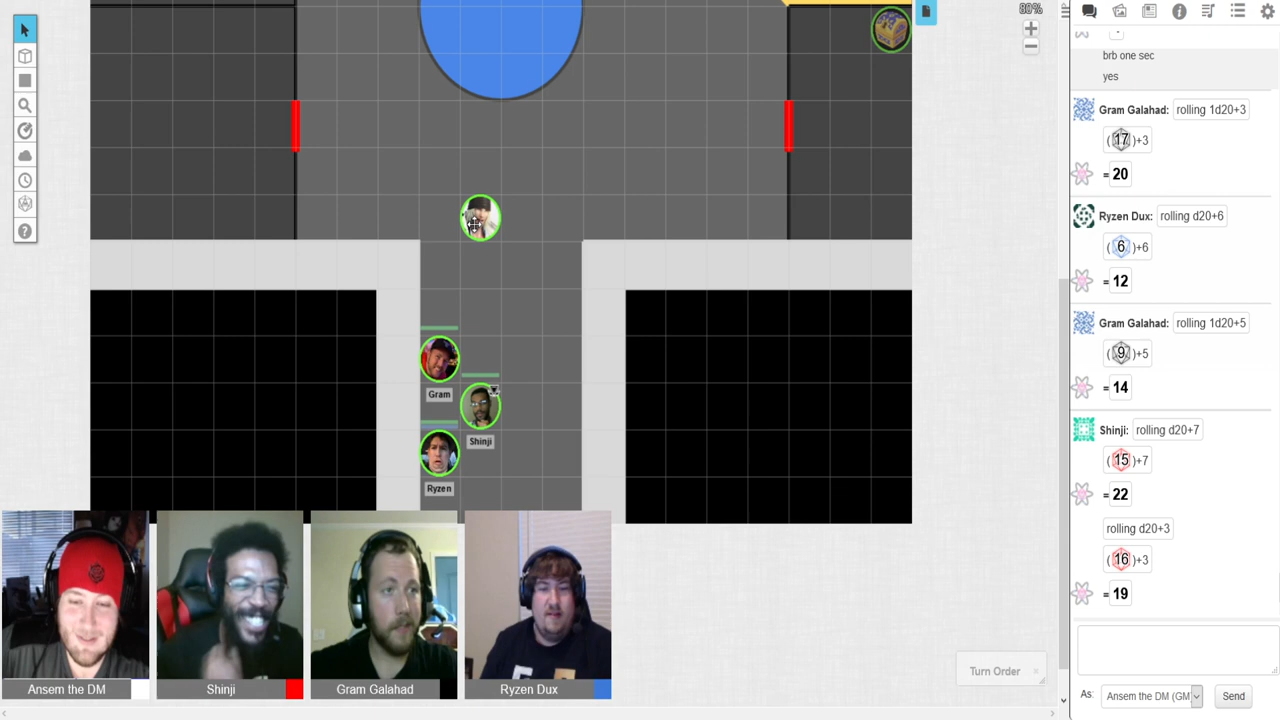 80%
brb one sec
yes
Gram Galahad: rolling 1d20+3
(17)+3
= 20
Ryzen Dux: rolling d20+6
(6)+6
= 12
Gram Galahad: rolling 1d20+5
(9)+5
= 14
Shinji: rolling d20+7
(15)+7
= 22
rolling d20+3
(16)+3
= 19
Gram
Shinji
Ryzen
Turn Order
As: Ansem the DM (GM
Send
Ansem the DM
Shinji
Gram Galahad
Ryzen Dux